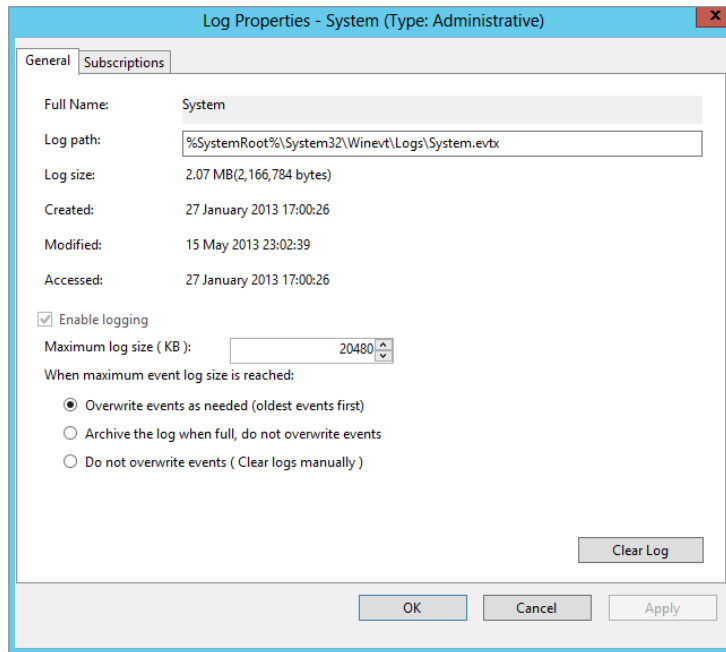 Log Properties - System (Type: Administrative)
x
General Subscriptions
Full Name: System
Log path: %SystemRoot%\System32\Winevt\Logs\System.evtx
Log size: 2.07 MB(2,166,784 bytes)
Created: 27 January 2013 17:00:26
Modified: 15 May 2013 23:02:39
Accessed: 27 January 2013 17:00:26
Enable logging
Maximum log size ( KB ): 20480
When maximum event log size is reached:
Overwrite events as needed (oldest events first)
Archive the log when full, do not overwrite events
Do not overwrite events ( Clear logs manually )
Clear Log
OK Cancel Apply